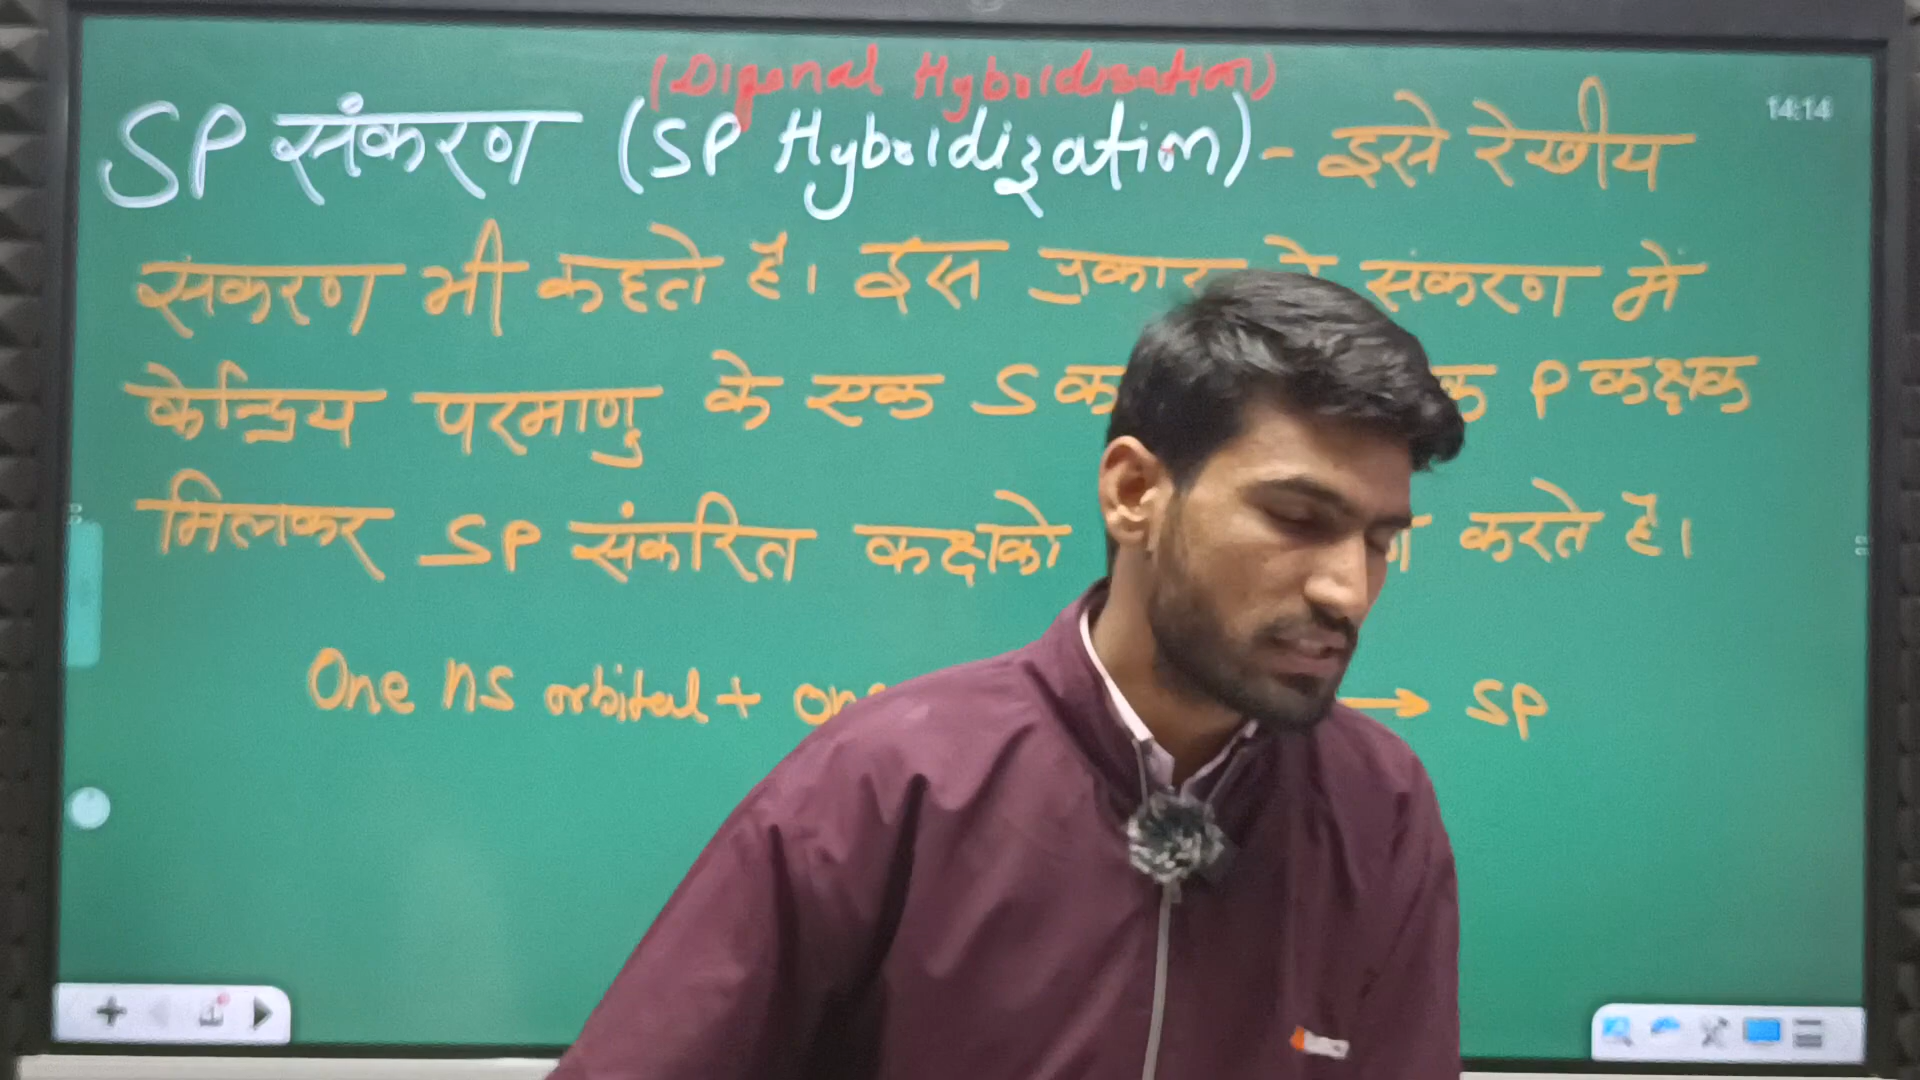 (Digonal Hybridisation)
SP संकरण (SP Hybridization) - इसे रेखीय
14:14
संकरण भी कहते हैं। इस प्रकार के संकरण में
केन्द्रिय परमाणु के एक S P कक्षक
मिलकर SP संकरित कक्षको करते हैं।
One ns orbital + → SP